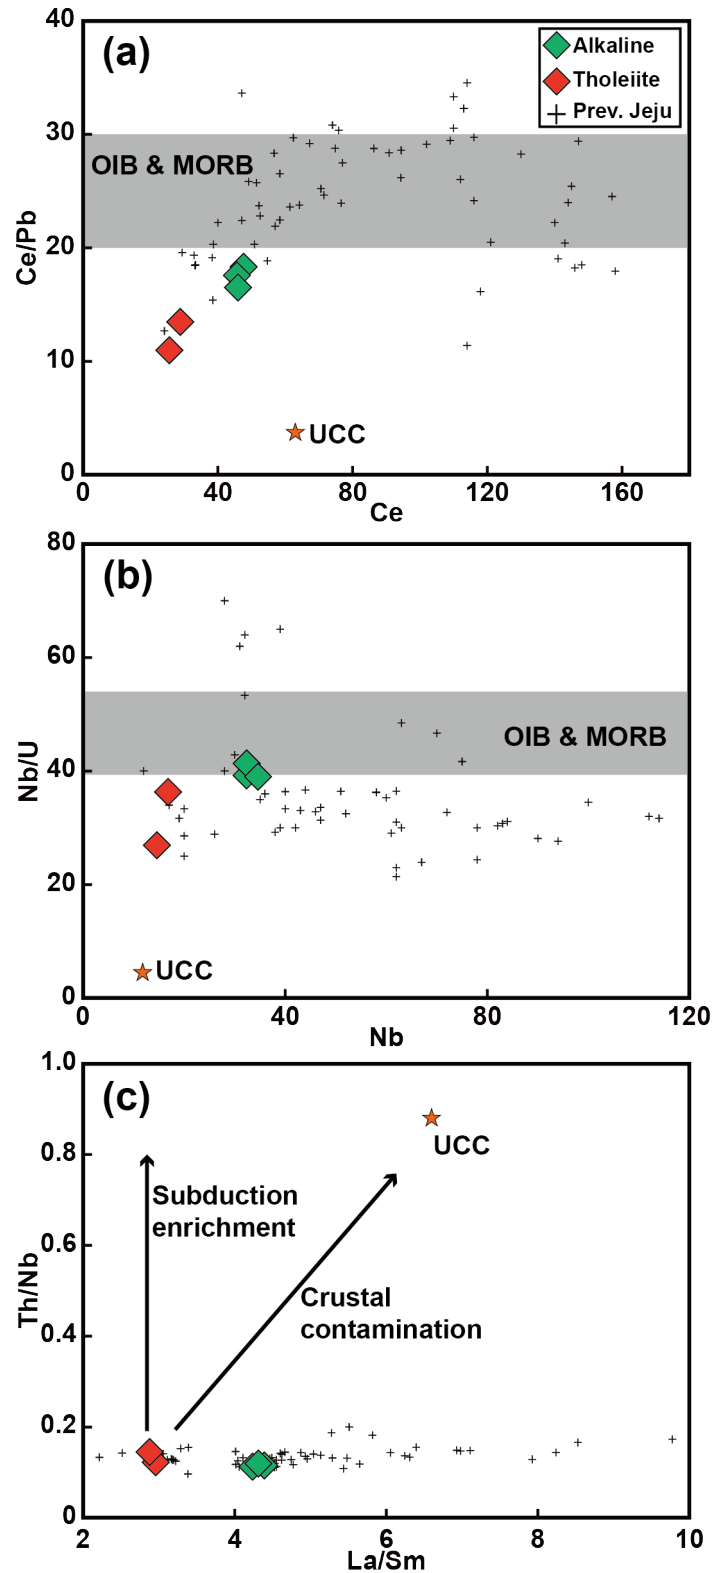 40
(a)
Alkaline
Tholeiite
Prev. Jeju
30
OIB & MORB
Ce/Pb
20
10
UCC
0
0 40 80 120 160
Ce
80
(b)
60
OIB & MORB
Nb/U
40
20
UCC
0
0 40 80 120
Nb
1.0
(c)
UCC
0.8
Subduction
enrichment
0.6
Th/Nb
Crustal
contamination
0.4
0.2
0
2 4 6 8 10
La/Sm